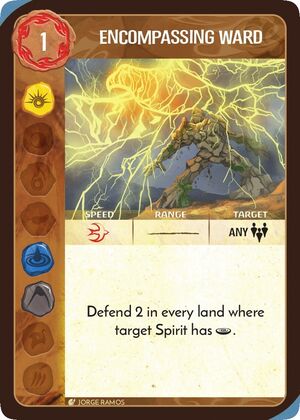 1
ENCOMPASSING WARD
SPEED RANGE TARGET
ANY
Defend 2 in every land where
target Spirit has .
JORGE RAMOS